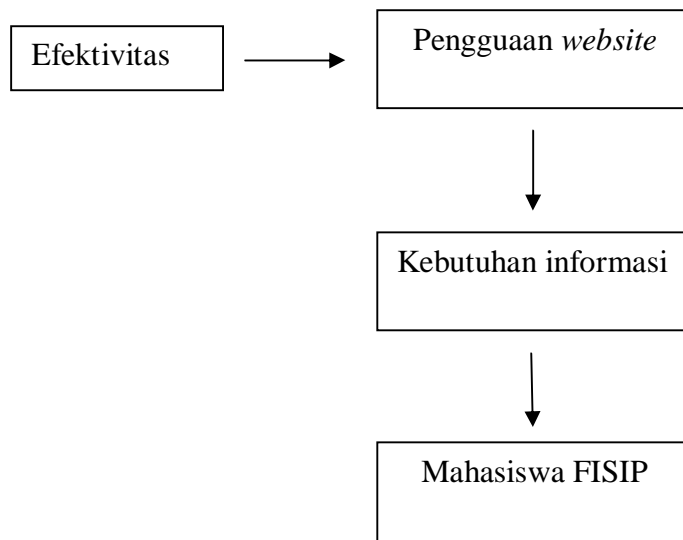 Efektivitas
Pengguaan website
Kebutuhan informasi
Mahasiswa FISIP